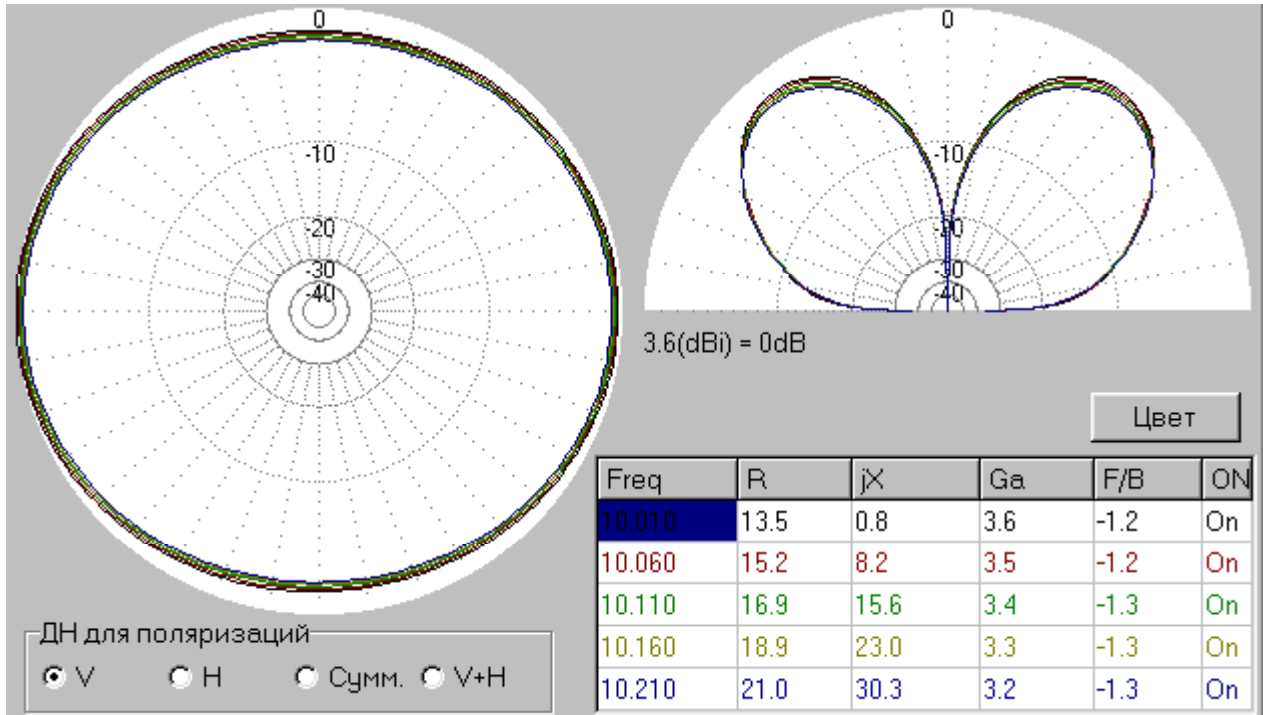 0
-10
-20
-30
-40
0
-10
-20
-30
-40
3.6(dBi) = 0dB
Цвет
Freq R jX Ga F/B ON
10.010 13.5 0.8 3.6 -1.2 On
10.060 15.2 8.2 3.5 -1.2 On
10.110 16.9 15.6 3.4 -1.3 On
10.160 18.9 23.0 3.3 -1.3 On
10.210 21.0 30.3 3.2 -1.3 On
ДН для поляризаций
V H Сумм. V+H